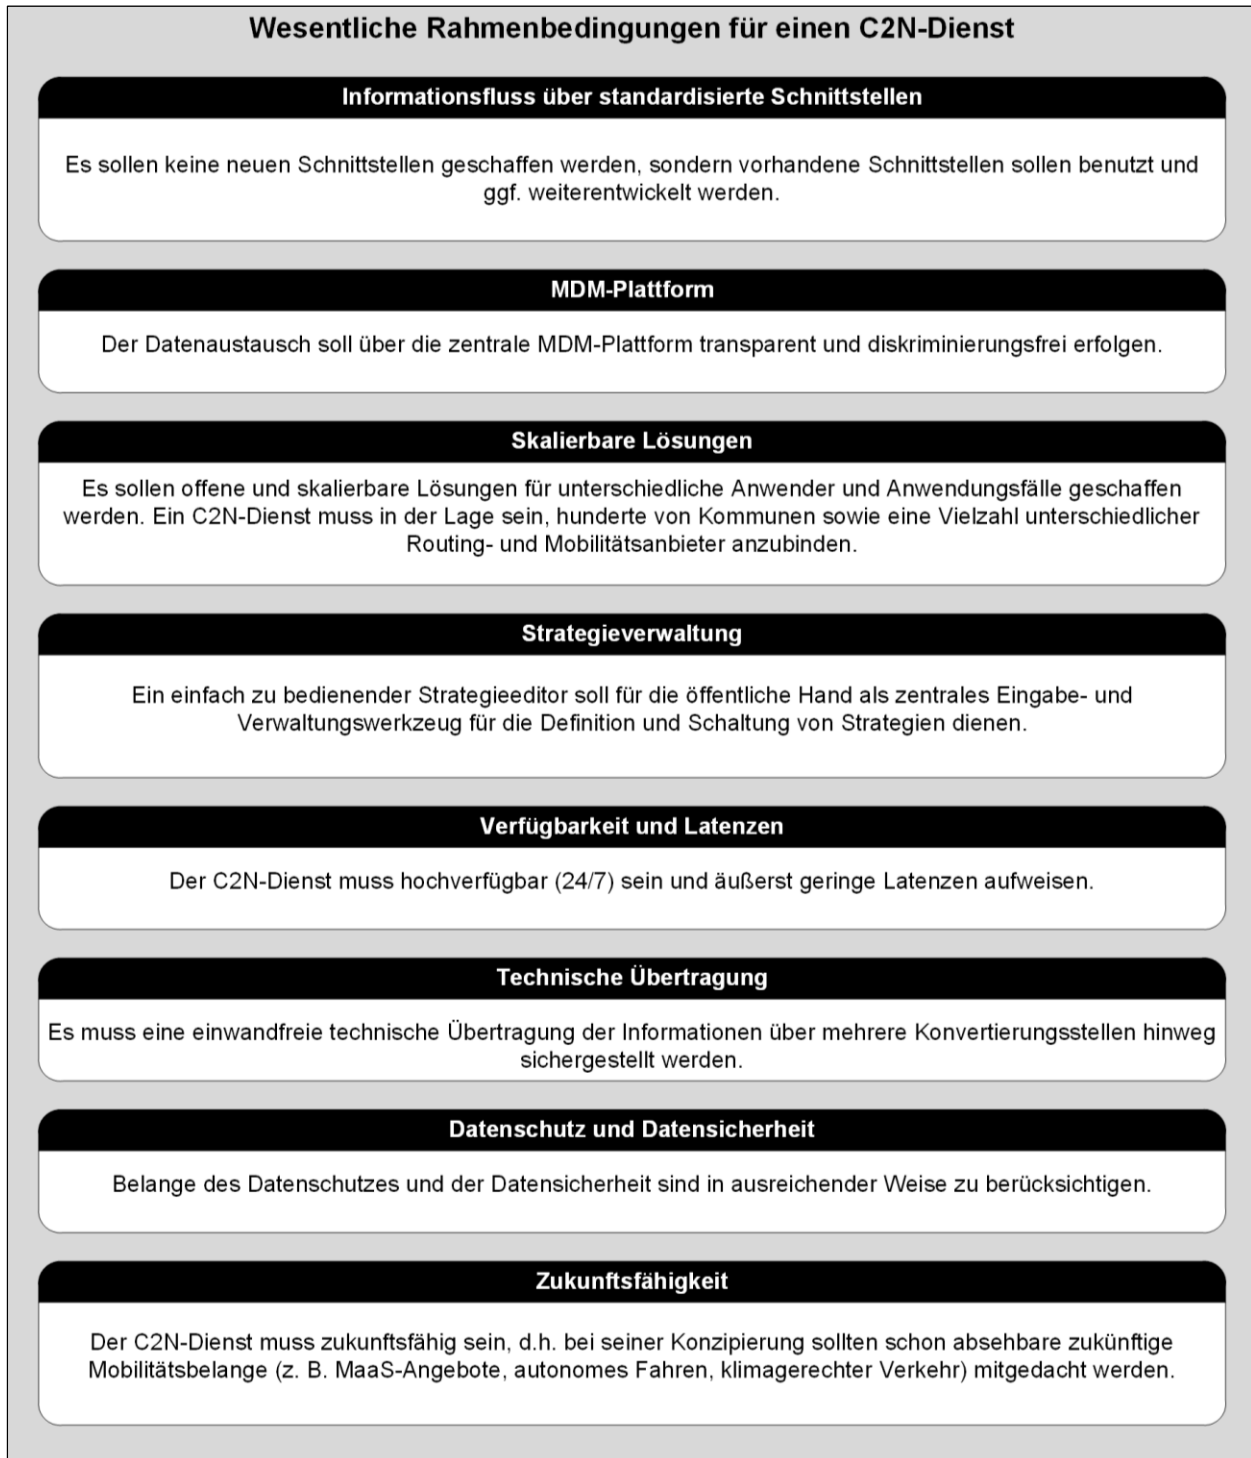 Wesentliche Rahmenbedingungen für einen C2N-Dienst
Informationsfluss über standardisierte Schnittstellen
Es sollen keine neuen Schnittstellen geschaffen werden, sondern vorhandene Schnittstellen sollen benutzt und
ggf. weiterentwickelt werden.
MDM-Plattform
Der Datenaustausch soll über die zentrale MDM-Plattform transparent und diskriminierungsfrei erfolgen.
Skalierbare Lösungen
Es sollen offene und skalierbare Lösungen für unterschiedliche Anwender und Anwendungsfälle geschaffen
werden. Ein C2N-Dienst muss in der Lage sein, hunderte von Kommunen sowie eine Vielzahl unterschiedlicher
Routing- und Mobilitätsanbieter anzubinden.
Strategieverwaltung
Ein einfach zu bedienender Strategieeditor soll für die öffentliche Hand als zentrales Eingabe- und
Verwaltungswerkzeug für die Definition und Schaltung von Strategien dienen.
Verfügbarkeit und Latenzen
Der C2N-Dienst muss hochverfügbar (24/7) sein und äußerst geringe Latenzen aufweisen.
Technische Übertragung
Es muss eine einwandfreie technische Übertragung der Informationen über mehrere Konvertierungsstellen hinweg
sichergestellt werden.
Datenschutz und Datensicherheit
Belange des Datenschutzes und der Datensicherheit sind in ausreichender Weise zu berücksichtigen.
Zukunftsfähigkeit
Der C2N-Dienst muss zukunftsfähig sein, d.h. bei seiner Konzipierung sollten schon absehbare zukünftige
Mobilitätsbelange (z. B. MaaS-Angebote, autonomes Fahren, klimagerechter Verkehr) mitgedacht werden.